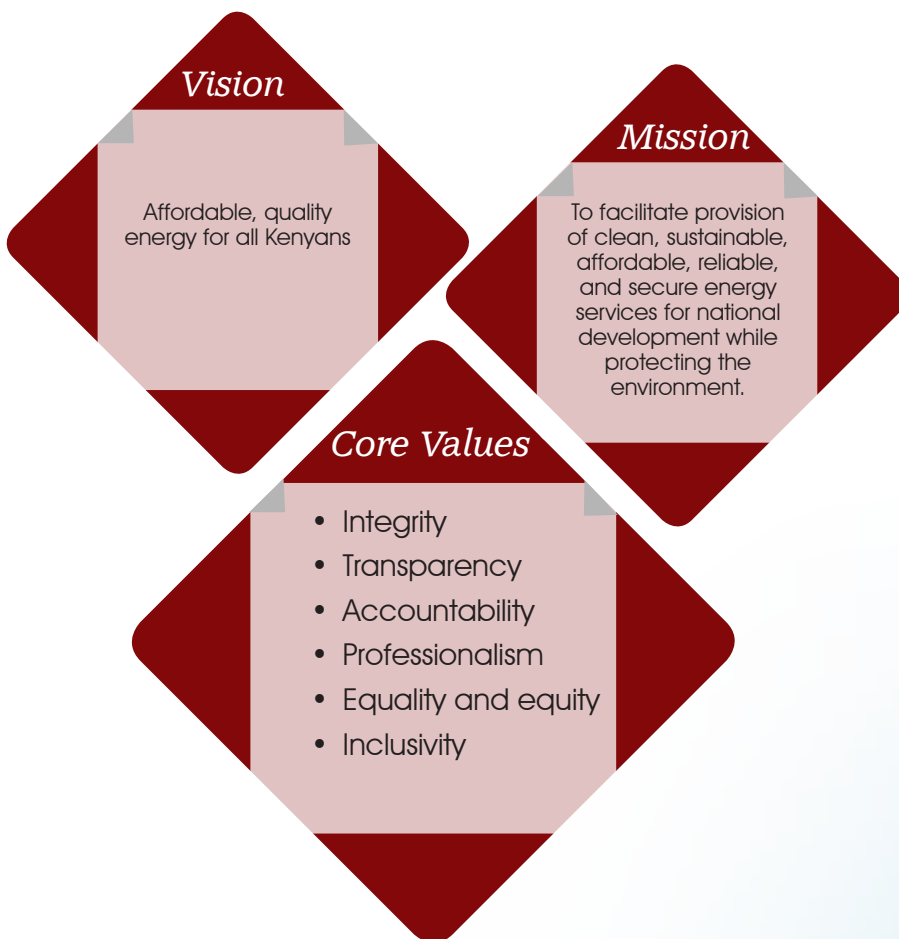 Vision
Affordable, quality
energy for all Kenyans
Mission
To facilitate provision
of clean, sustainable,
affordable, reliable,
and secure energy
services for national
development while
protecting the
environment.
Core Values
• Integrity
• Transparency
• Accountability
• Professionalism
• Equality and equity
• Inclusivity